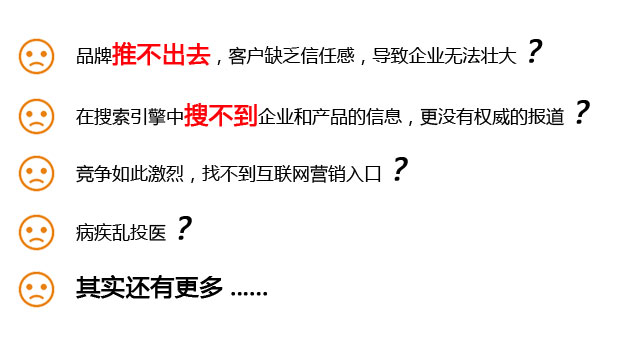 品牌推不出去，客户缺乏信任感，导致企业无法壮大？
在搜索引擎中搜不到企业和产品的信息，更没有权威的报道？
竞争如此激烈，找不到互联网营销入口？
病疾乱投医？
其实还有更多 ......